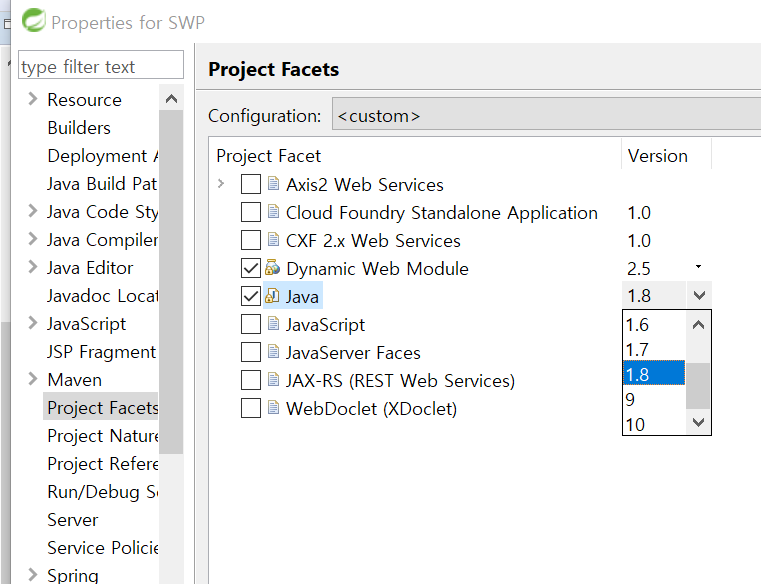 Properties for SWP
type filter text
Resource
Builders
Deployment A
Java Build Pat
Java Code Sty
Java Compiler
Java Editor
Javadoc Locat
JavaScript
JSP Fragment
Maven
Project Facets
Project Nature
Project Refere
Run/Debug Se
Server
Service Policie
Spring
Project Facets
Configuration: <custom>
Project Facet Version
Axis2 Web Services
Cloud Foundry Standalone Application 1.0
CXF 2.x Web Services 1.0
Dynamic Web Module 2.5
Java 1.8
JavaScript
JavaServer Faces
JAX-RS (REST Web Services)
WebDoclet (XDoclet)
1.6
1.7
1.8
9
10